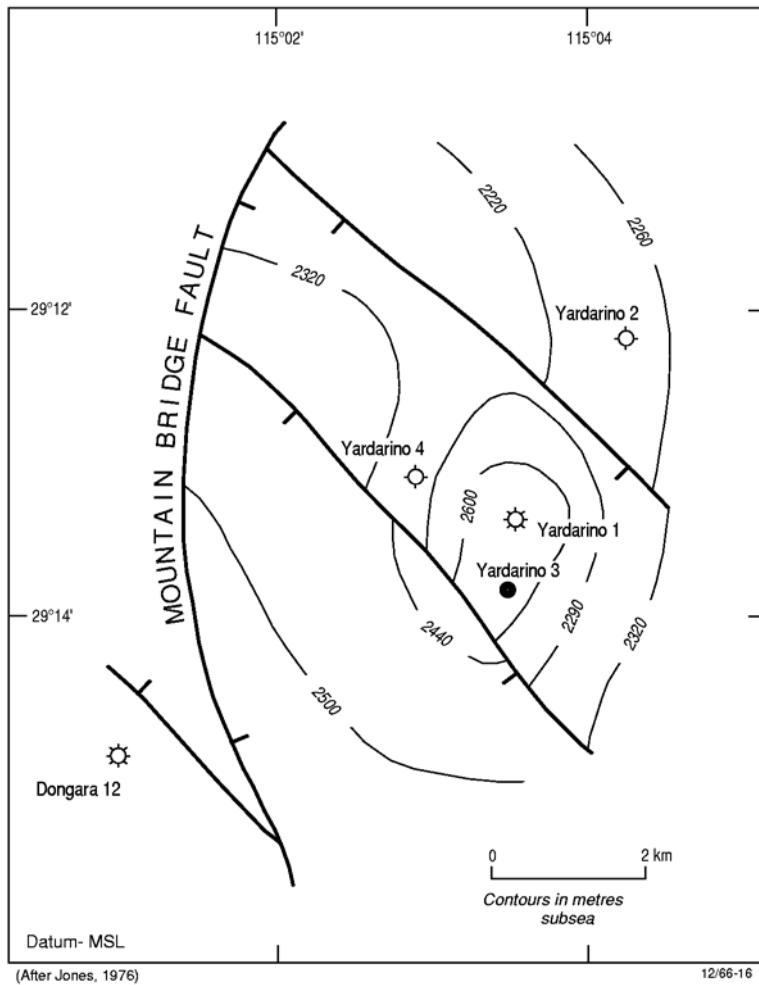 115°02'
115°04'
29°12'
29°14'
MOUNTAIN BRIDGE FAULT
2220
2260
2320
Yardarino 2
Yardarino 4
2600
Yardarino 1
Yardarino 3
2290
2320
2440
2500
Dongara 12
0 2 km
Contours in metres
subsea
Datum- MSL
(After Jones, 1976)
12/66-16